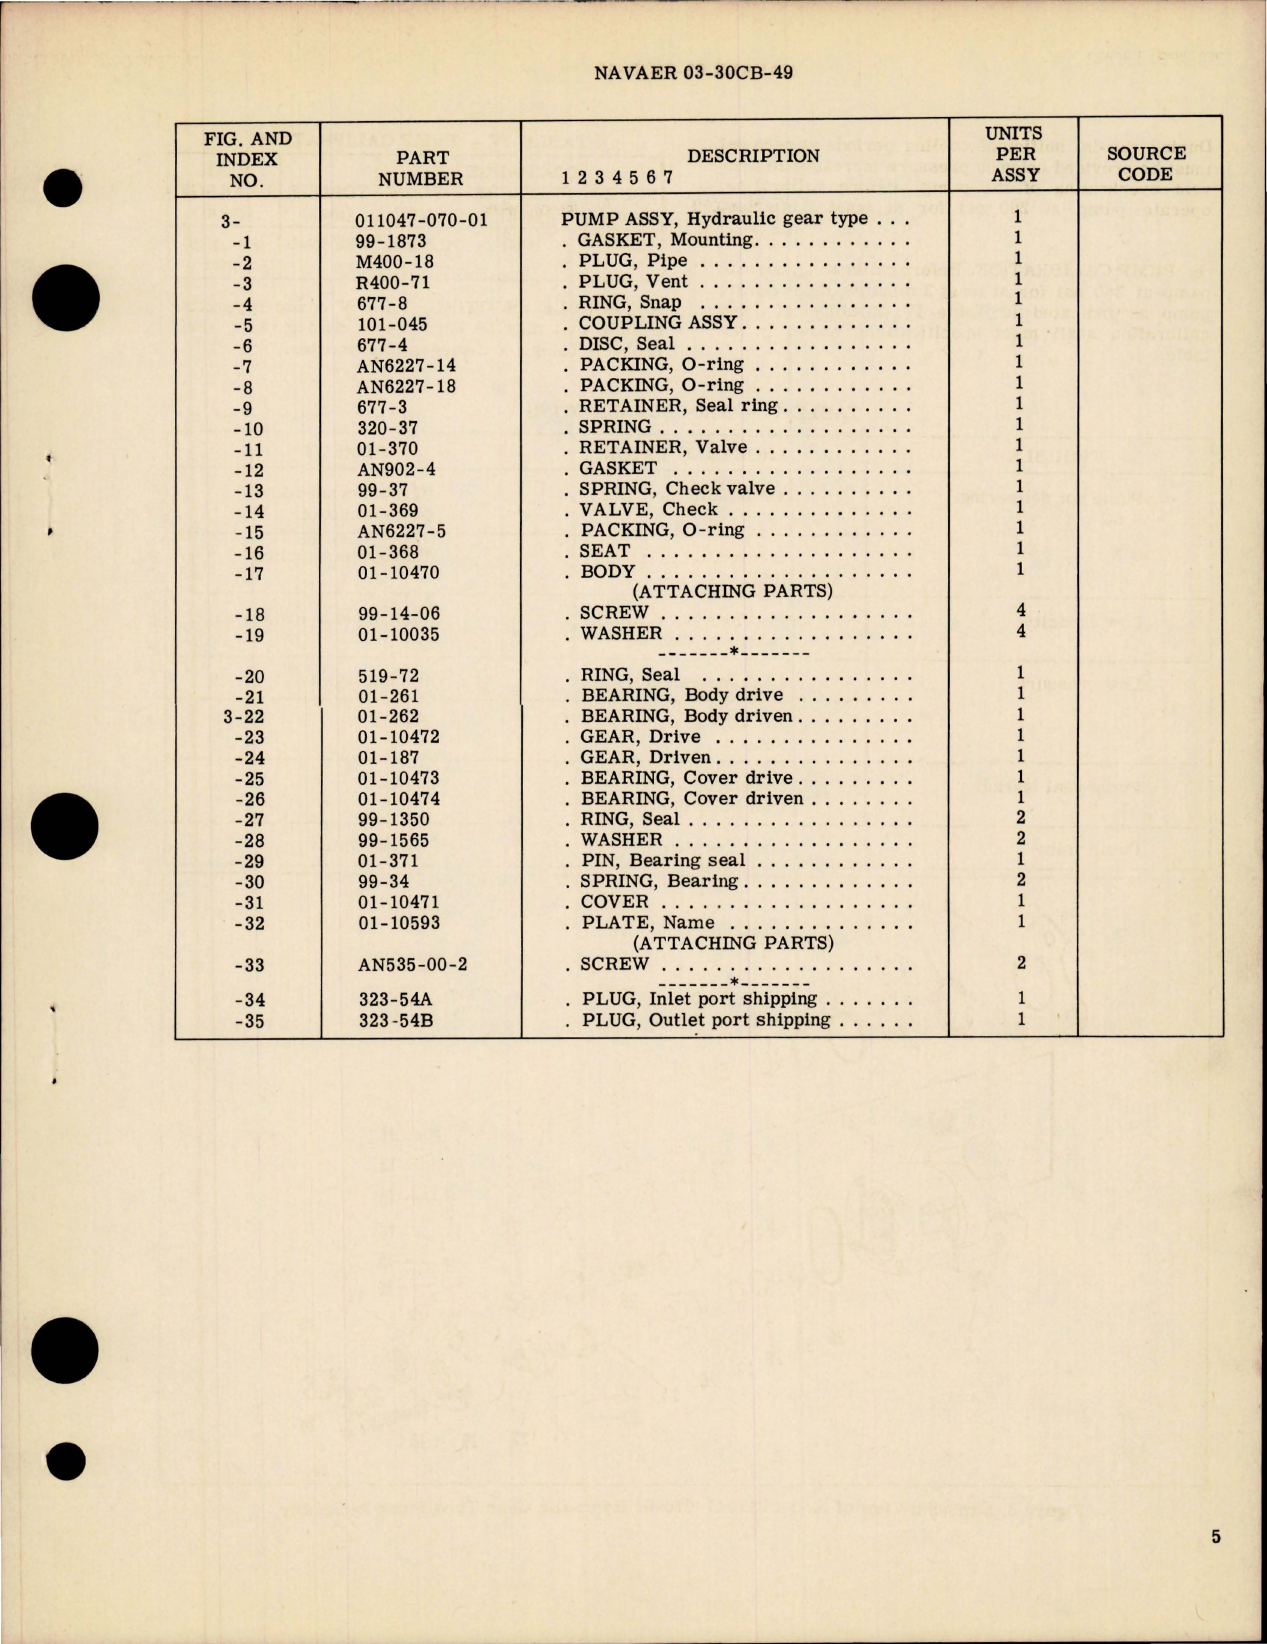 NAVAER 03-30CB-49
FIG. AND INDEX NO. PART NUMBER DESCRIPTION 1 2 3 4 5 6 7 UNITS PER ASSY SOURCE CODE
3- 011047-070-01 PUMP ASSY, Hydraulic gear type . . . 1
-1 99-1873 . GASKET, Mounting. . . . . . . . . . . . 1
-2 M400-18 . PLUG, Pipe . . . . . . . . . . . . . . . . 1
-3 R400-71 . PLUG, Vent . . . . . . . . . . . . . . . . 1
-4 677-8 . RING, Snap . . . . . . . . . . . . . . . . 1
-5 101-045 . COUPLING ASSY. . . . . . . . . . . . . 1
-6 677-4 . DISC, Seal . . . . . . . . . . . . . . . . . 1
-7 AN6227-14 . PACKING, O-ring . . . . . . . . . . . . 1
-8 AN6227-18 . PACKING, O-ring . . . . . . . . . . . . 1
-9 677-3 . RETAINER, Seal ring. . . . . . . . . . 1
-10 320-37 . SPRING . . . . . . . . . . . . . . . . . . . 1
-11 01-370 . RETAINER, Valve . . . . . . . . . . . . 1
-12 AN902-4 . GASKET . . . . . . . . . . . . . . . . . . 1
-13 99-37 . SPRING, Check valve . . . . . . . . . . 1
-14 01-369 . VALVE, Check . . . . . . . . . . . . . . 1
-15 AN6227-5 . PACKING, O-ring . . . . . . . . . . . . 1
-16 01-368 . SEAT . . . . . . . . . . . . . . . . . . . . 1
-17 01-10470 . BODY . . . . . . . . . . . . . . . . . . . . 1
(ATTACHING PARTS)
-18 99-14-06 . SCREW . . . . . . . . . . . . . . . . . . . 4
-19 01-10035 . WASHER . . . . . . . . . . . . . . . . . . 4
-------*-------
-20 519-72 . RING, Seal . . . . . . . . . . . . . . . . 1
-21 01-261 . BEARING, Body drive . . . . . . . . . 1
3-22 01-262 . BEARING, Body driven. . . . . . . . . 1
-23 01-10472 . GEAR, Drive . . . . . . . . . . . . . . . 1
-24 01-187 . GEAR, Driven. . . . . . . . . . . . . . . 1
-25 01-10473 . BEARING, Cover drive. . . . . . . . . 1
-26 01-10474 . BEARING, Cover driven . . . . . . . . 1
-27 99-1350 . RING, Seal . . . . . . . . . . . . . . . . . 2
-28 99-1565 . WASHER . . . . . . . . . . . . . . . . . . 2
-29 01-371 . PIN, Bearing seal . . . . . . . . . . . . 1
-30 99-34 . SPRING, Bearing. . . . . . . . . . . . . 2
-31 01-10471 . COVER . . . . . . . . . . . . . . . . . . . 1
-32 01-10593 . PLATE, Name . . . . . . . . . . . . . . 1
(ATTACHING PARTS)
-33 AN535-00-2 . SCREW . . . . . . . . . . . . . . . . . . . 2
-------*-------
-34 323-54A . PLUG, Inlet port shipping . . . . . . . 1
-35 323-54B . PLUG, Outlet port shipping . . . . . . 1
5